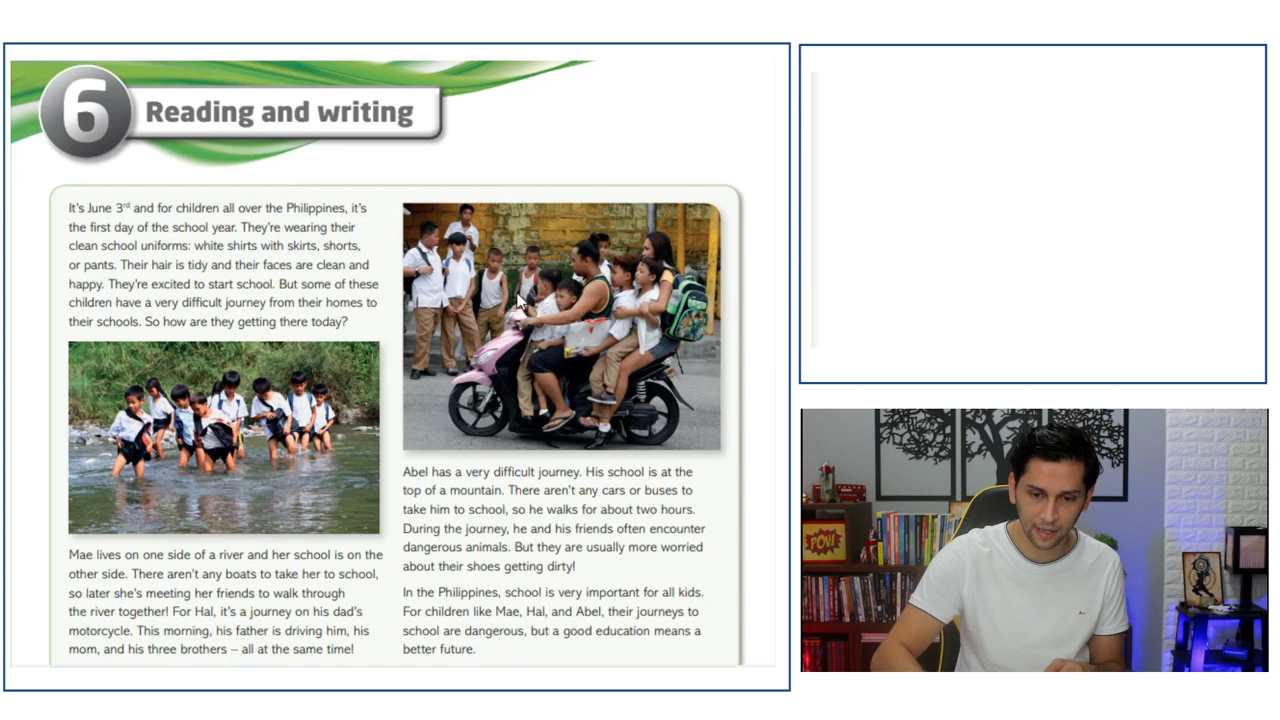 6
Reading and writing
It's June 3rd and for children all over the Philippines, it's
the first day of the school year. They're wearing their
clean school uniforms: white shirts with skirts, shorts,
or pants. Their hair is tidy and their faces are clean and
happy. They're excited to start school. But some of these
children have a very difficult journey from their homes to
their schools. So how are they getting there today?
Mae lives on one side of a river and her school is on the
other side. There aren't any boats to take her to school,
so later she's meeting her friends to walk through
the river together! For Hal, it's a journey on his dad's
motorcycle. This morning, his father is driving him, his
mom, and his three brothers – all at the same time!
Abel has a very difficult journey. His school is at the
top of a mountain. There aren't any cars or buses to
take him to school, so he walks for about two hours.
During the journey, he and his friends often encounter
dangerous animals. But they are usually more worried
about their shoes getting dirty!
In the Philippines, school is very important for all kids.
For children like Mae, Hal, and Abel, their journeys to
school are dangerous, but a good education means a
better future.
POW